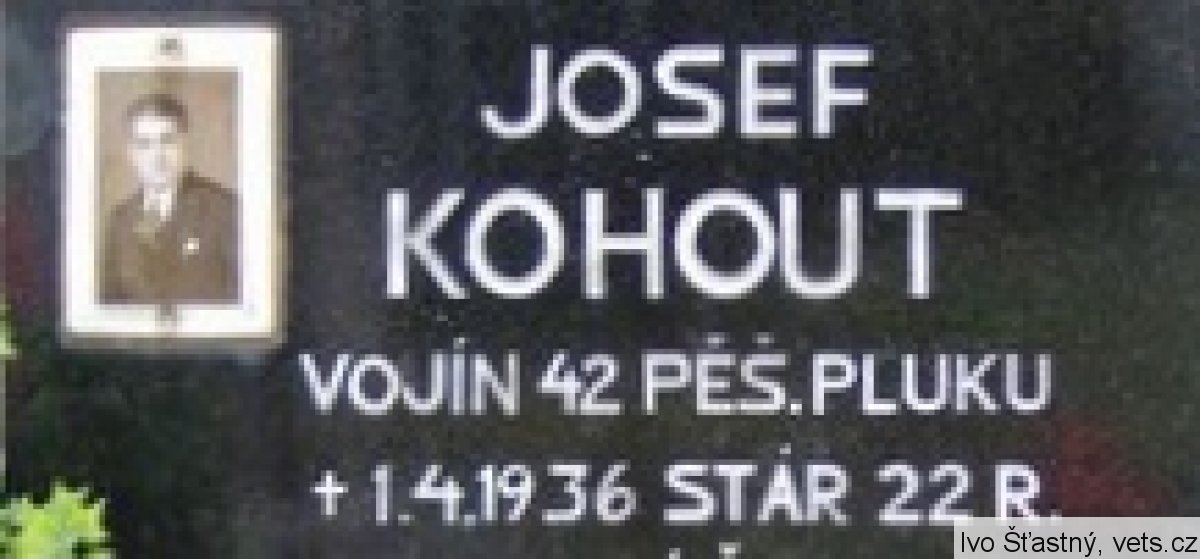 JOSEF
KOHOUT
VOJÍN 42 PĚŠ. PLUKU
+ 1.4.1936 STÁR 22 R.
Ivo Šťastný, vets.cz